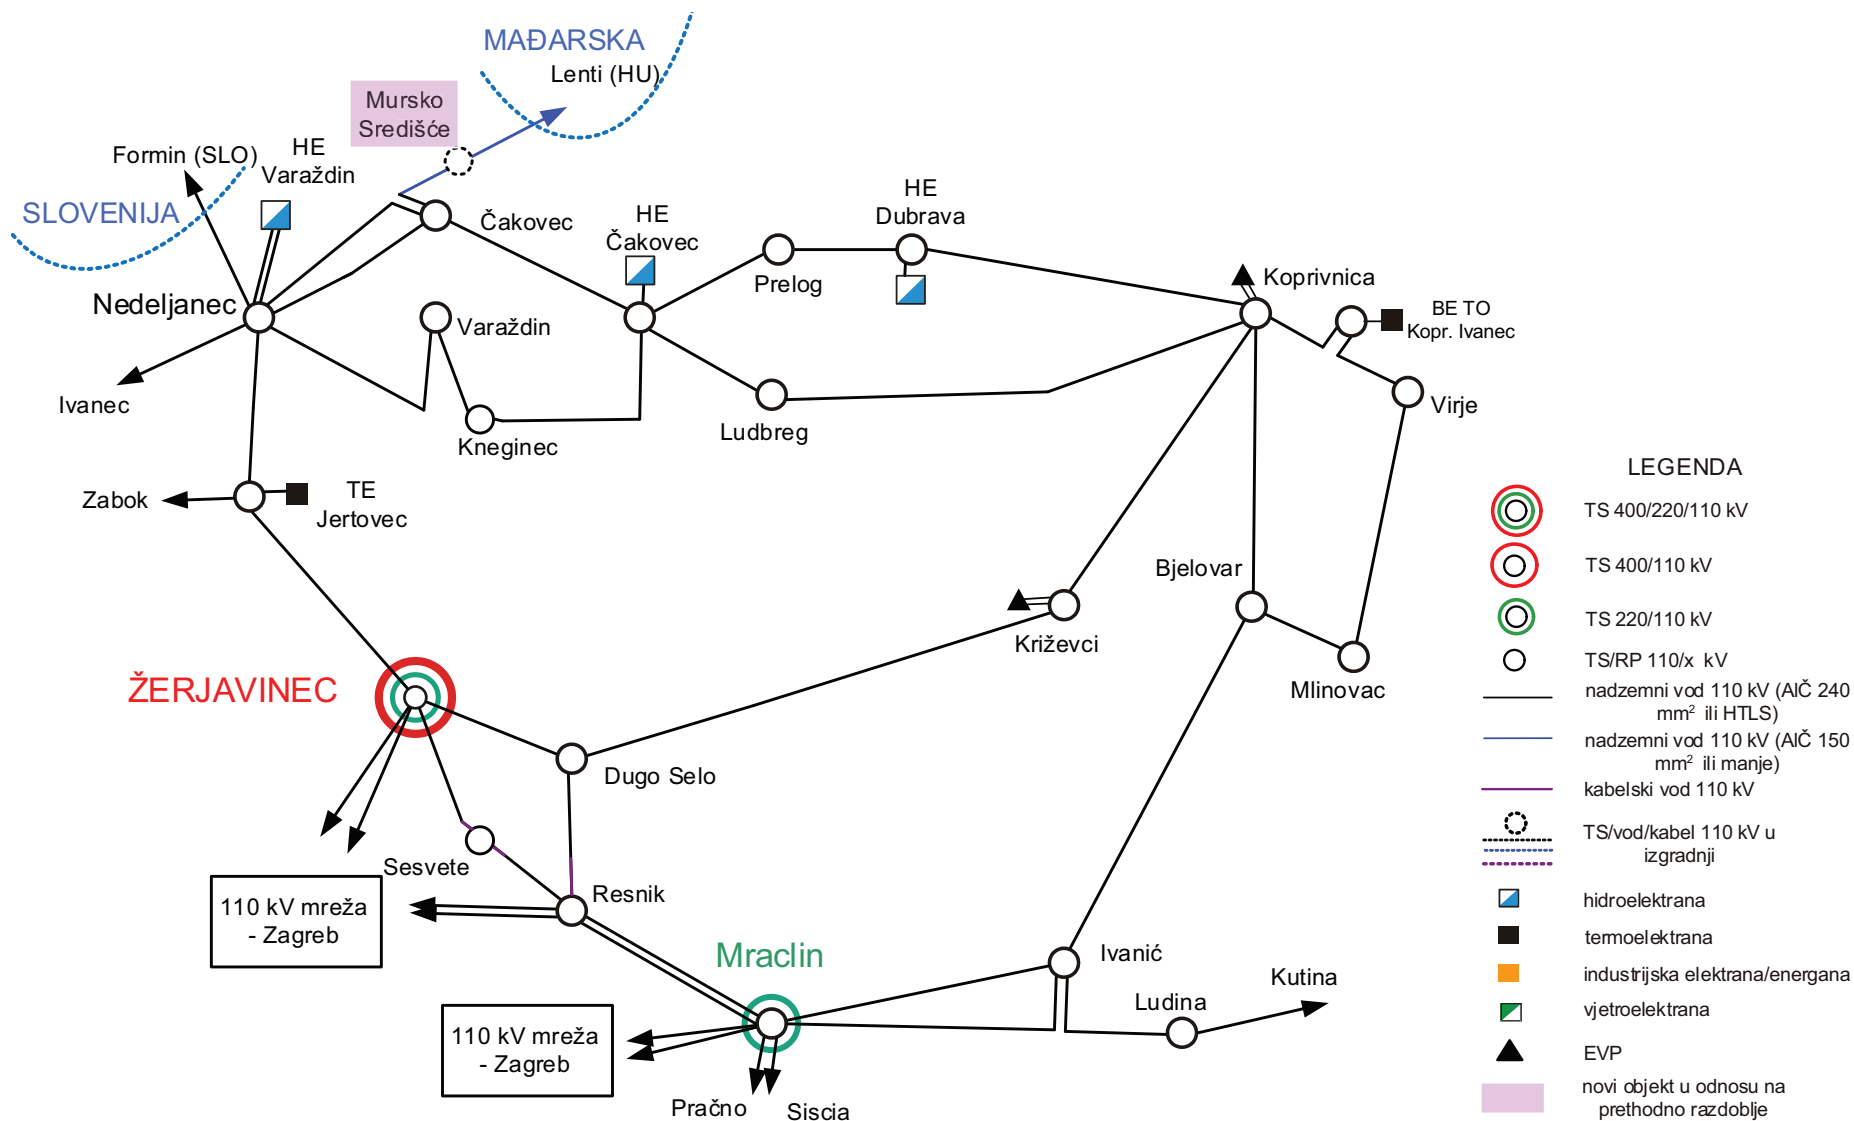 MAĐARSKA
Lenti (HU)
Mursko
Središće
Formin (SLO)
HE
Varaždin
SLOVENIJA
Čakovec
HE
Čakovec
HE
Dubrava
Prelog
Koprivnica
BE TO
Kopr. Ivanec
Nedeljanec
Varaždin
Ivanec
Kneginec
Ludbreg
Virje
Zabok
TE
Jertovec
Bjelovar
Križevci
Mlinovac
ŽERJAVINEC
Dugo Selo
Sesvete
Resnik
110 kV mreža
- Zagreb
Mraclin
Ivanić
Ludina
Kutina
110 kV mreža
- Zagreb
Pračno
Siscia
LEGENDA
TS 400/220/110 kV
TS 400/110 kV
TS 220/110 kV
TS/RP 110/x kV
nadzemni vod 110 kV (AlČ 240
mm² ili HTLS)
nadzemni vod 110 kV (AlČ 150
mm² ili manje)
kabelski vod 110 kV
TS/vod/kabel 110 kV u
izgradnji
hidroelektrana
termoelektrana
industrijska elektrana/energana
vjetroelektrana
EVP
novi objekt u odnosu na
prethodno razdoblje